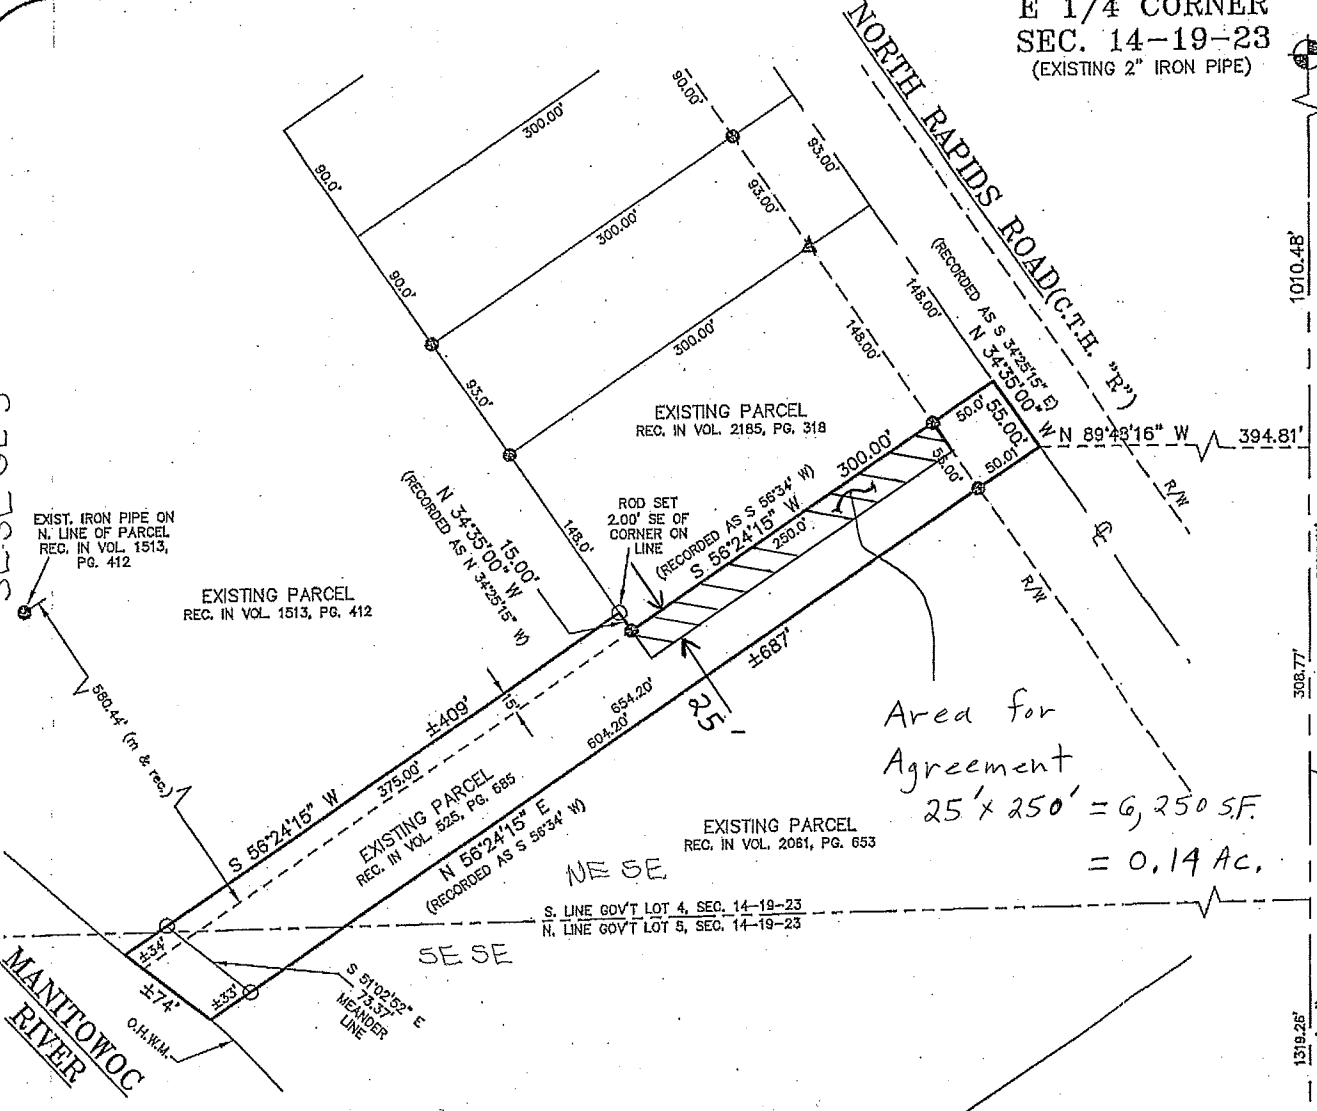 E 1/4 CORNER
SEC. 14-19-23
(EXISTING 2" IRON PIPE)
NORTH RAPIDS ROAD (C.T.H. "R")
90.00'
300.00'
93.00'
93.00'
90.0'
300.00'
1010.48'
(RECORDED AS S 34°25'15" E)
N 34°35'00" W
55.00'
148.00'
148.00'
90.0'
300.00'
93.0'
EXISTING PARCEL
REC. IN VOL. 2185, PG. 318
50.0'
N 89°48'16" W
394.81'
300.00'
55.00'
50.01'
R/W
(RECORDED AS S 56°34' W)
S 56°24'15" W
250.0'
ROD SET
2.00' SE OF
CORNER ON
LINE
N 34°35'00" W
15.00'
(RECORDED AS N 34°25'15" W)
148.0'
EXIST. IRON PIPE ON
N. LINE OF PARCEL
REC. IN VOL. 1513,
PG. 412
EXISTING PARCEL
REC. IN VOL. 1513, PG. 412
R/W
±687'
308.77'
580.44' (m & rec.)
±409'
15'
654.20'
604.20'
25'
Area for
Agreement
25' x 250' = 6,250 S.F.
= 0.14 Ac.
375.00'
S 56°24'15" W
EXISTING PARCEL
REC. IN VOL. 525, PG. 685
N 56°24'15" E
(RECORDED AS S 56°34' W)
EXISTING PARCEL
REC. IN VOL. 2061, PG. 653
NE SE
S. LINE GOV'T LOT 4, SEC. 14-19-23
N. LINE GOV'T LOT 5, SEC. 14-19-23
SE SE
±34'
±74'
±33'
S 51°02'52" E
73.37'
MEANDER
LINE
MANITOWOC
RIVER
O.H.W.M.
1319.26'